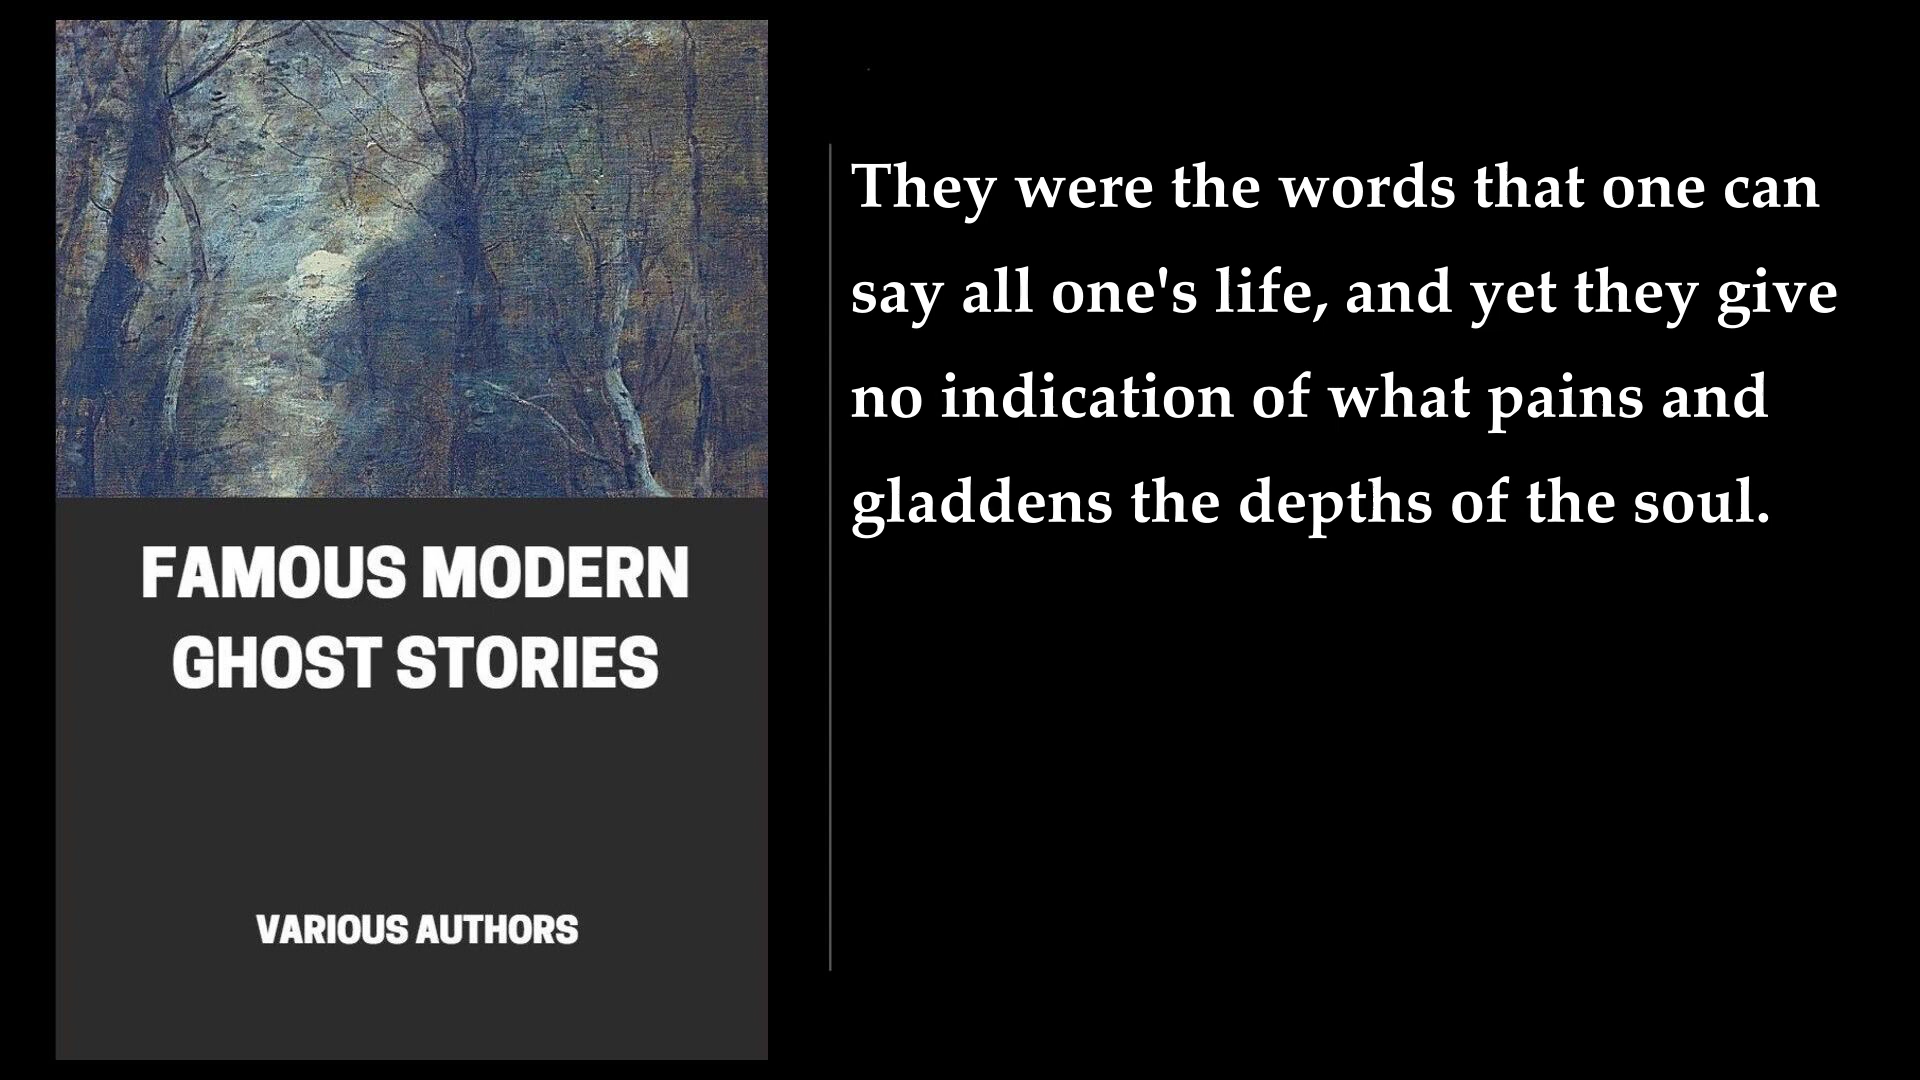 FAMOUS MODERN
GHOST STORIES
VARIOUS AUTHORS
They were the words that one can
say all one's life, and yet they give
no indication of what pains and
gladdens the depths of the soul.